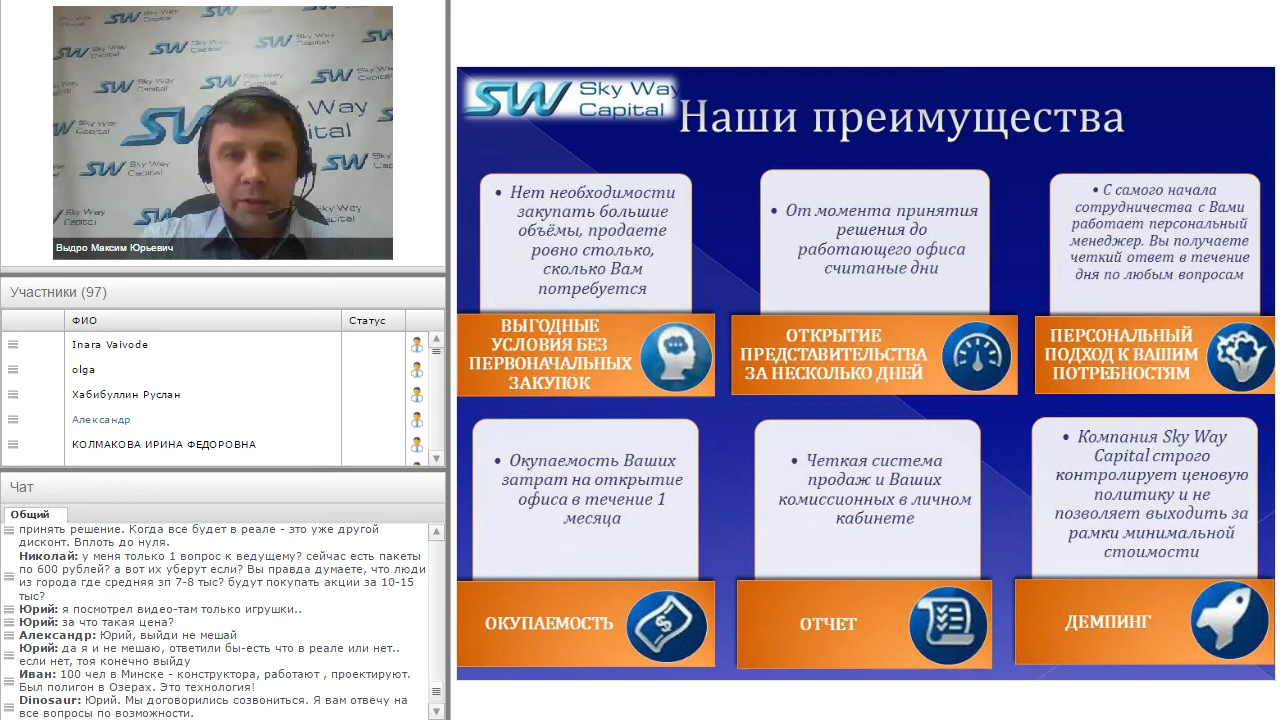 Sky Way
Capital
Выдро Максим Юрьевич
Участники (97)
ФИО
Статус
Inara Vaivode
olga
Хабибуллин Руслан
Александр
КОЛМАКОВА ИРИНА ФЕДОРОВНА
Чат
Общий
принять решение. Когда все будет в реале - это уже другой
дисконт. Вплоть до нуля.
Николай: у меня только 1 вопрос к ведущему? сейчас есть пакеты
по 600 рублей? а вот их уберут если? Вы правда думаете, что люди
из города где средняя зп 7-8 тыс? будут покупать акции за 10-15
тыс?
Юрий: я посмотрел видео-там только игрушки..
Юрий: за что такая цена?
Александр: Юрий, выйди не мешай
Юрий: да я и не мешаю, ответили бы-есть что в реале или нет..
если нет, тоя конечно выйду
Иван: 100 чел в Минске - конструктора, работают , проектируют.
Был полигон в Озерах. Это технология!
Dinosaur: Юрий. Мы договорились созвониться. Я вам отвечу на
все вопросы по возможности.
SW Sky Way
Capital
Наши преимущества
• Нет необходимости
закупать большие
объёмы, продаете
ровно столько,
сколько Вам
потребуется
ВЫГОДНЫЕ
УСЛОВИЯ БЕЗ
ПЕРВОНАЧАЛЬНЫХ
ЗАКУПОК
• От момента принятия
решения до
работающего офиса
считаные дни
ОТКРЫТИЕ
ПРЕДСТАВИТЕЛЬСТВА
ЗА НЕСКОЛЬКО ДНЕЙ
• С самого начала
сотрудничества с Вами
работает персональный
менеджер. Вы получаете
четкий ответ в течение
дня по любым вопросам
ПЕРСОНАЛЬНЫЙ
ПОДХОД К ВАШИМ
ПОТРЕБНОСТЯМ
• Окупаемость Ваших
затрат на открытие
офиса в течение 1
месяца
ОКУПАЕМОСТЬ
• Четкая система
продаж и Ваших
комиссионных в личном
кабинете
ОТЧЕТ
• Компания Sky Way
Capital строго
контролирует ценовую
политику и не
позволяет выходить за
рамки минимальной
стоимости
ДЕМПИНГ